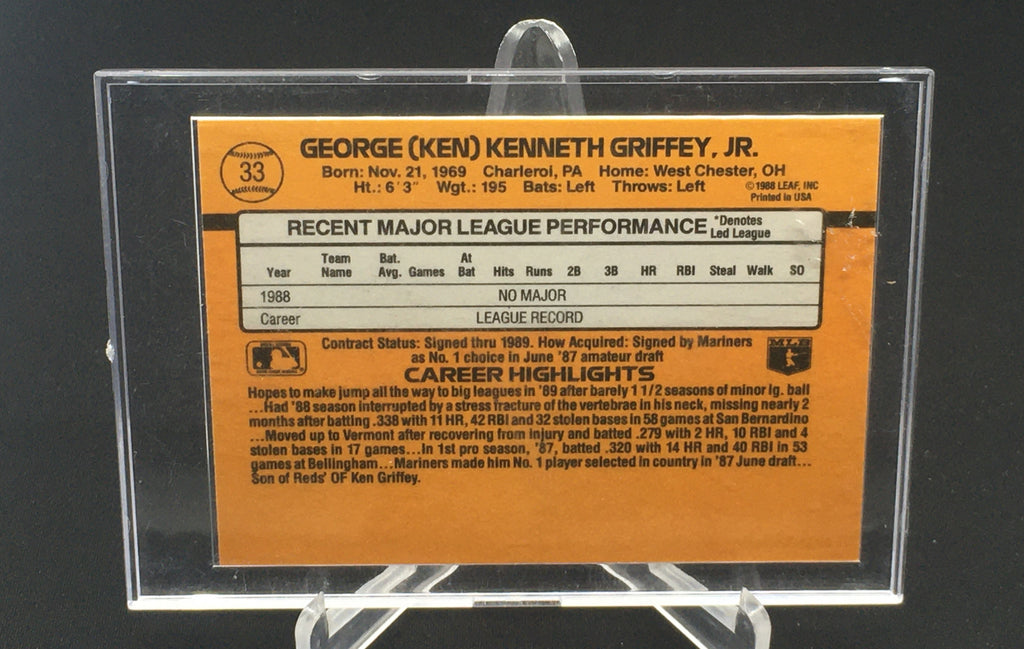 GEORGE (KEN) KENNETH GRIFFEY, JR.
33
Born: Nov. 21, 1969 Charleroi, PA Home: West Chester, OH
Ht.: 6'3" Wgt.: 195 Bats: Left Throws: Left
©1988 LEAF, INC
Printed in USA
RECENT MAJOR LEAGUE PERFORMANCE
*Denotes
Led League
Year Team Name Bat. Avg. Games At Bat Hits Runs 2B 3B HR RBI Steal Walk SO
1988 NO MAJOR
Career LEAGUE RECORD
Contract Status: Signed thru 1989. How Acquired: Signed by Mariners
as No. 1 choice in June '87 amateur draft
MLB
CAREER HIGHLIGHTS
Hopes to make jump all the way to big leagues in '89 after barely 1 1/2 seasons of minor lg. ball
...Had '88 season interrupted by a stress fracture of the vertebrae in his neck, missing nearly 2
months after batting .338 with 11 HR, 42 RBI and 32 stolen bases in 58 games at San Bernardino
...Moved up to Vermont after recovering from injury and batted .279 with 2 HR, 10 RBI and 4
stolen bases in 17 games...In 1st pro season, '87, batted .320 with 14 HR and 40 RBI in 53
games at Bellingham...Mariners made him No. 1 player selected in country in '87 June draft...
Son of Reds' OF Ken Griffey.